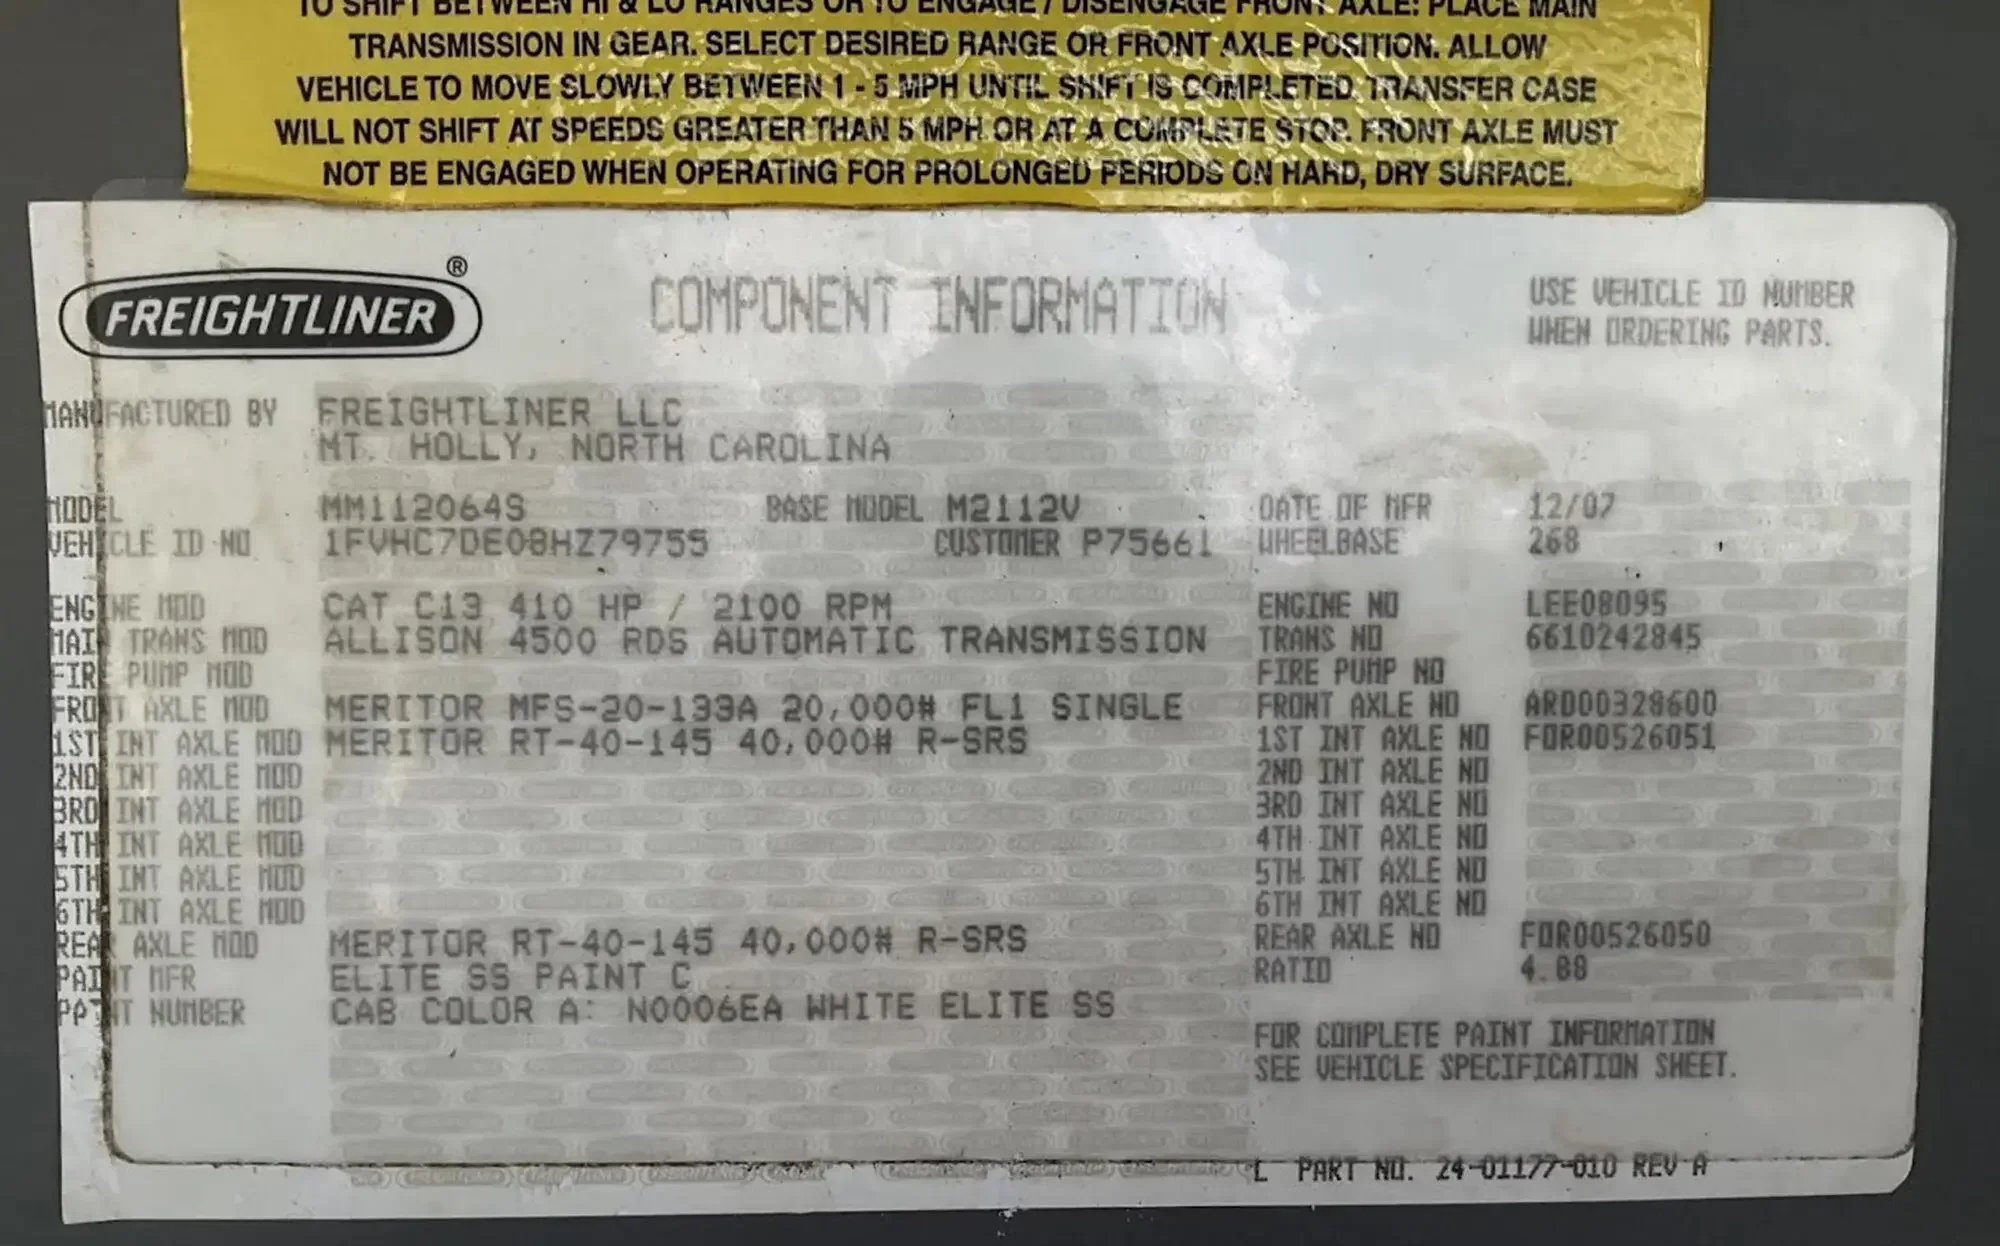 TO SHIFT BETWEEN HI & LO RANGES OR TO ENGAGE / DISENGAGE FRONT AXLE: PLACE MAIN
TRANSMISSION IN GEAR. SELECT DESIRED RANGE OR FRONT AXLE POSITION. ALLOW
VEHICLE TO MOVE SLOWLY BETWEEN 1 - 5 MPH UNTIL SHIFT IS COMPLETED. TRANSFER CASE
WILL NOT SHIFT AT SPEEDS GREATER THAN 5 MPH OR AT A COMPLETE STOP. FRONT AXLE MUST
NOT BE ENGAGED WHEN OPERATING FOR PROLONGED PERIODS ON HARD, DRY SURFACE.
FREIGHTLINER ® COMPONENT INFORMATION USE VEHICLE ID NUMBER
WHEN ORDERING PARTS.
MANUFACTURED BY FREIGHTLINER LLC
MT. HOLLY, NORTH CAROLINA
MODEL MM112064S BASE MODEL M2112V DATE OF MFR 12/07
VEHICLE ID NO 1FVHC7DE08HZ79755 CUSTOMER P75661 WHEELBASE 268
ENGINE MOD CAT C13 410 HP / 2100 RPM ENGINE NO LEE08095
MAIN TRANS MOD ALLISON 4500 RDS AUTOMATIC TRANSMISSION TRANS NO 6610242845
FIRE PUMP MOD FIRE PUMP NO
FRONT AXLE MOD MERITOR MFS-20-133A 20,000# FL1 SINGLE FRONT AXLE NO ARD00328600
1ST INT AXLE MOD MERITOR RT-40-145 40,000# R-SRS 1ST INT AXLE NO FOR00526051
2ND INT AXLE MOD 2ND INT AXLE NO
3RD INT AXLE MOD 3RD INT AXLE NO
4TH INT AXLE MOD 4TH INT AXLE NO
5TH INT AXLE MOD 5TH INT AXLE NO
6TH INT AXLE MOD 6TH INT AXLE NO
REAR AXLE MOD MERITOR RT-40-145 40,000# R-SRS REAR AXLE NO FOR00526050
PAINT MFR ELITE SS PAINT C RATIO 4.88
PAINT NUMBER CAB COLOR A: N0006EA WHITE ELITE SS
FOR COMPLETE PAINT INFORMATION
SEE VEHICLE SPECIFICATION SHEET.
L PART NO. 24-01177-010 REV A